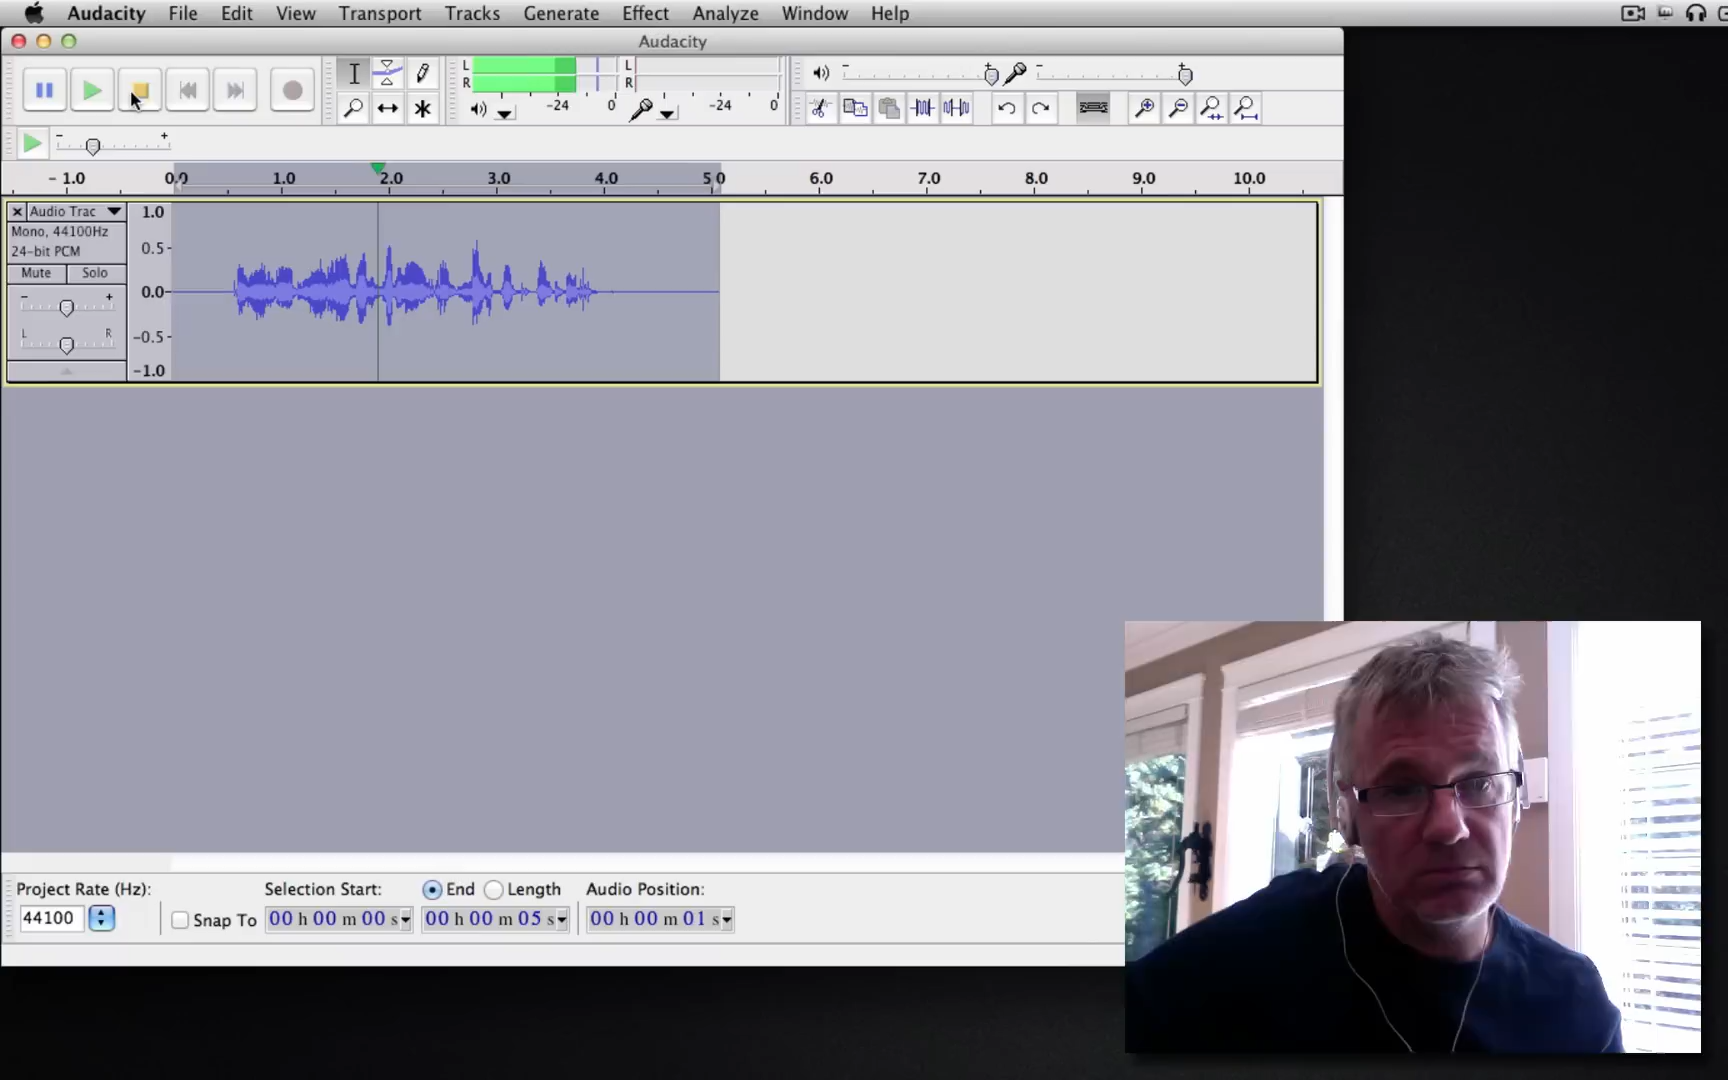 Audacity File Edit View Transport Tracks Generate Effect Analyze Window Help
Audacity
L
R
-24 0
L
R
-24 0
- +
- +
- +
- 1.0 0.0 1.0 2.0 3.0 4.0 5.0 6.0 7.0 8.0 9.0 10.0
Audio Trac
Mono, 44100Hz
24-bit PCM
Mute Solo
- +
L R
1.0
0.5-
0.0-
-0.5-
-1.0
Project Rate (Hz): Selection Start: End Length Audio Position:
44100 Snap To 00 h 00 m 00 s 00 h 00 m 05 s 00 h 00 m 01 s